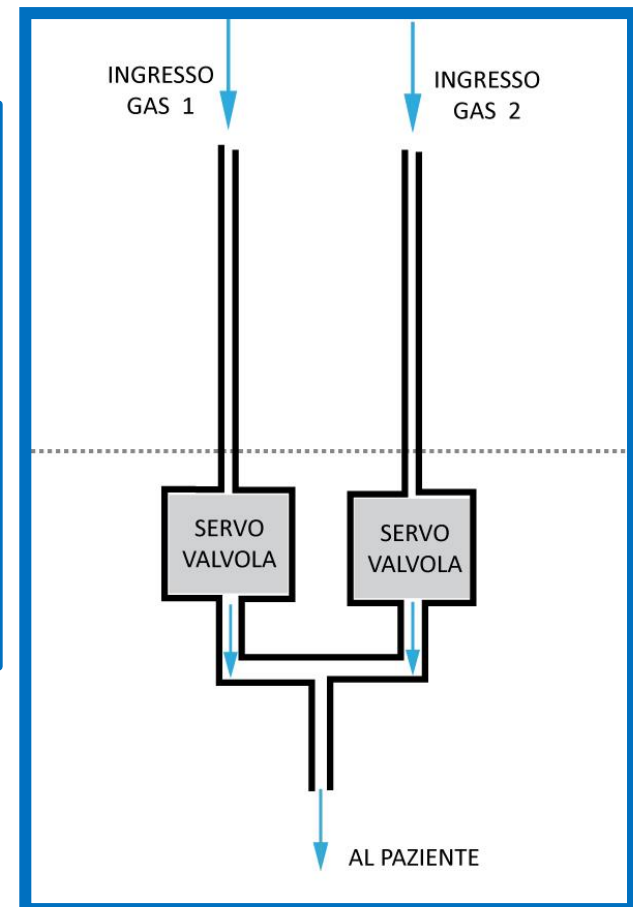 INGRESSO
GAS 1
INGRESSO
GAS 2
SERVO
VALVOLA
SERVO
VALVOLA
AL PAZIENTE